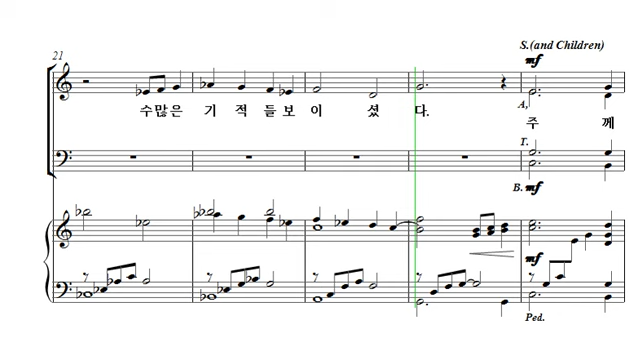 S.(and Children)
21
mf
수많은 기 적 들보 이 셨 다.
A,
주 께
T.
B. mf
mf
Ped.